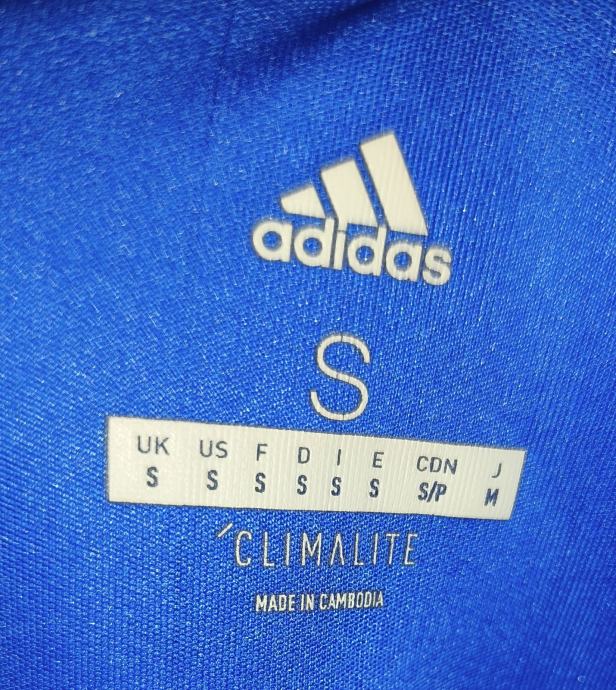 adidas
S
UK US F D I E CDN J
S S S S S S S/P M
CLIMALITE
MADE IN CAMBODIA